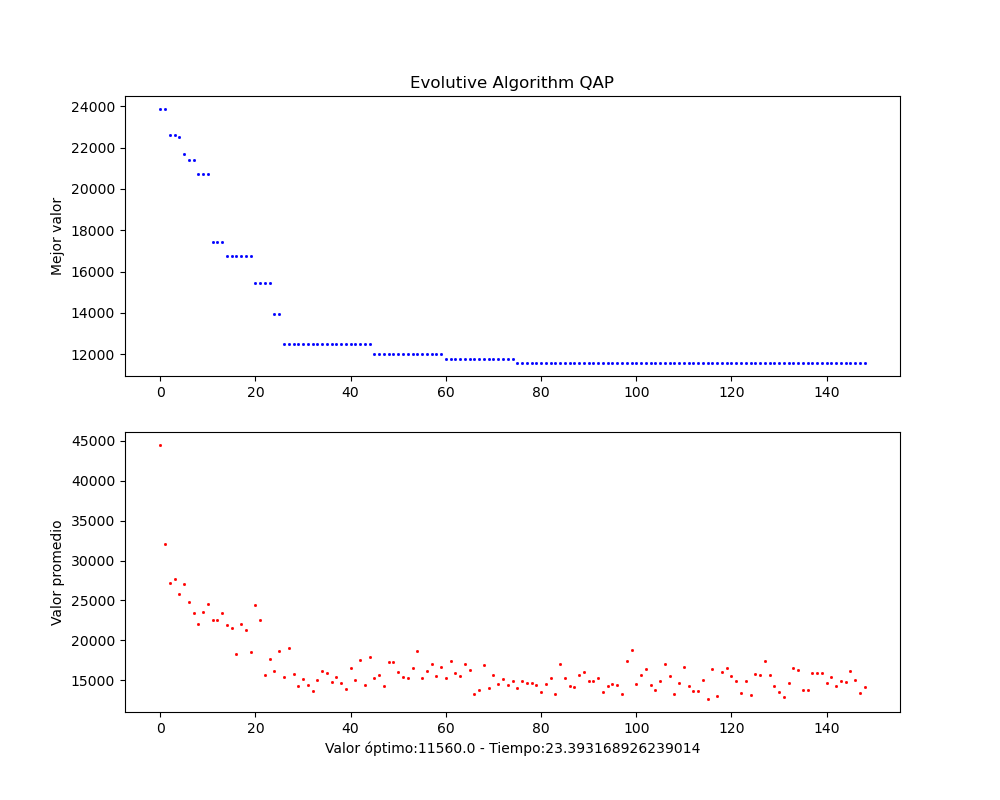 Evolutive Algorithm QAP
24000
22000
20000
18000
16000
14000
12000
Mejor valor
0 20 40 60 80 100 120 140
45000
40000
35000
30000
25000
20000
15000
Valor promedio
0 20 40 60 80 100 120 140
Valor óptimo:11560.0 - Tiempo:23.393168926239014